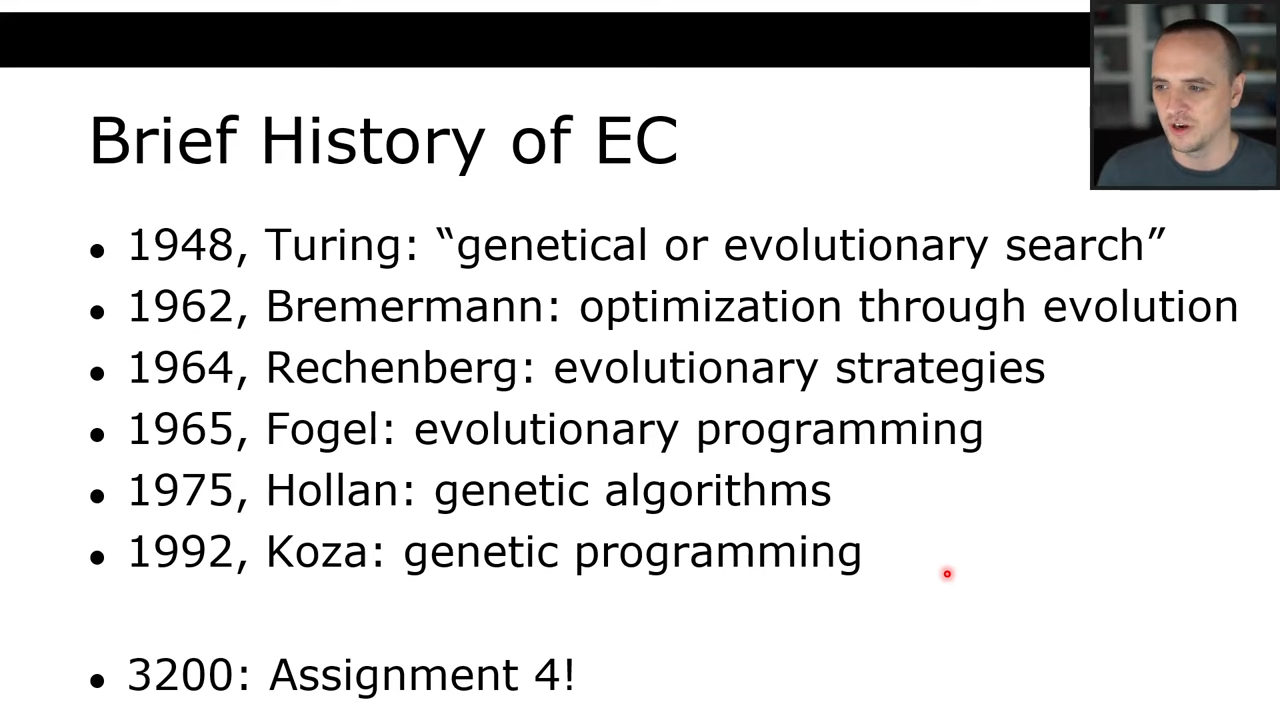 Brief History of EC
• 1948, Turing: “genetical or evolutionary search”
• 1962, Bremermann: optimization through evolution
• 1964, Rechenberg: evolutionary strategies
• 1965, Fogel: evolutionary programming
• 1975, Hollan: genetic algorithms
• 1992, Koza: genetic programming
• 3200: Assignment 4!